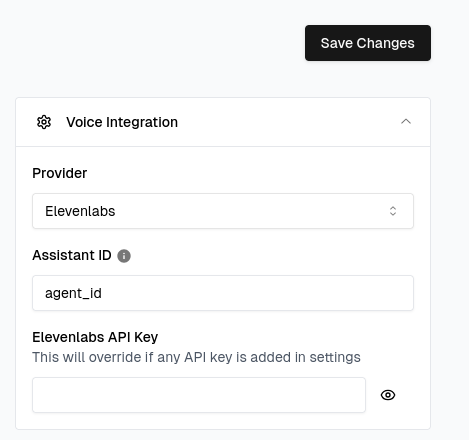 Save Changes
Voice Integration
Provider
Elevenlabs
Assistant ID
agent_id
Elevenlabs API Key
This will override if any API key is added in settings